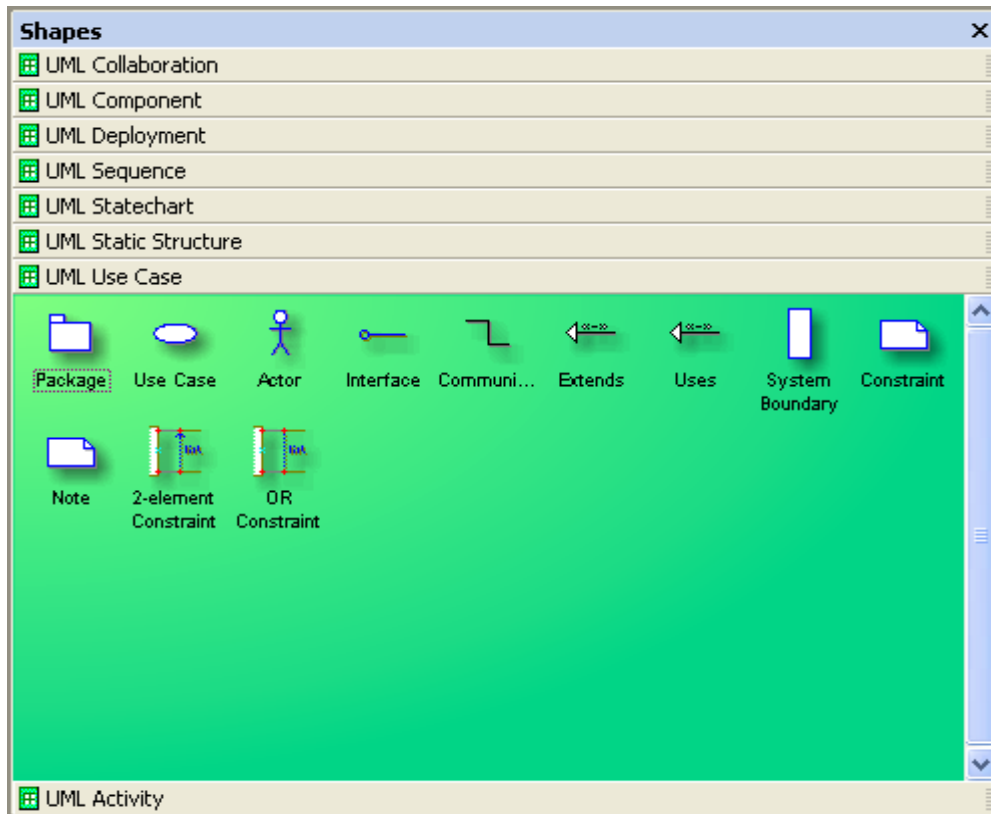 Shapes
UML Collaboration
UML Component
UML Deployment
UML Sequence
UML Statechart
UML Static Structure
UML Use Case
Package Use Case Actor Interface Communi... Extends Uses System Boundary Constraint
Note 2-element Constraint OR Constraint
UML Activity